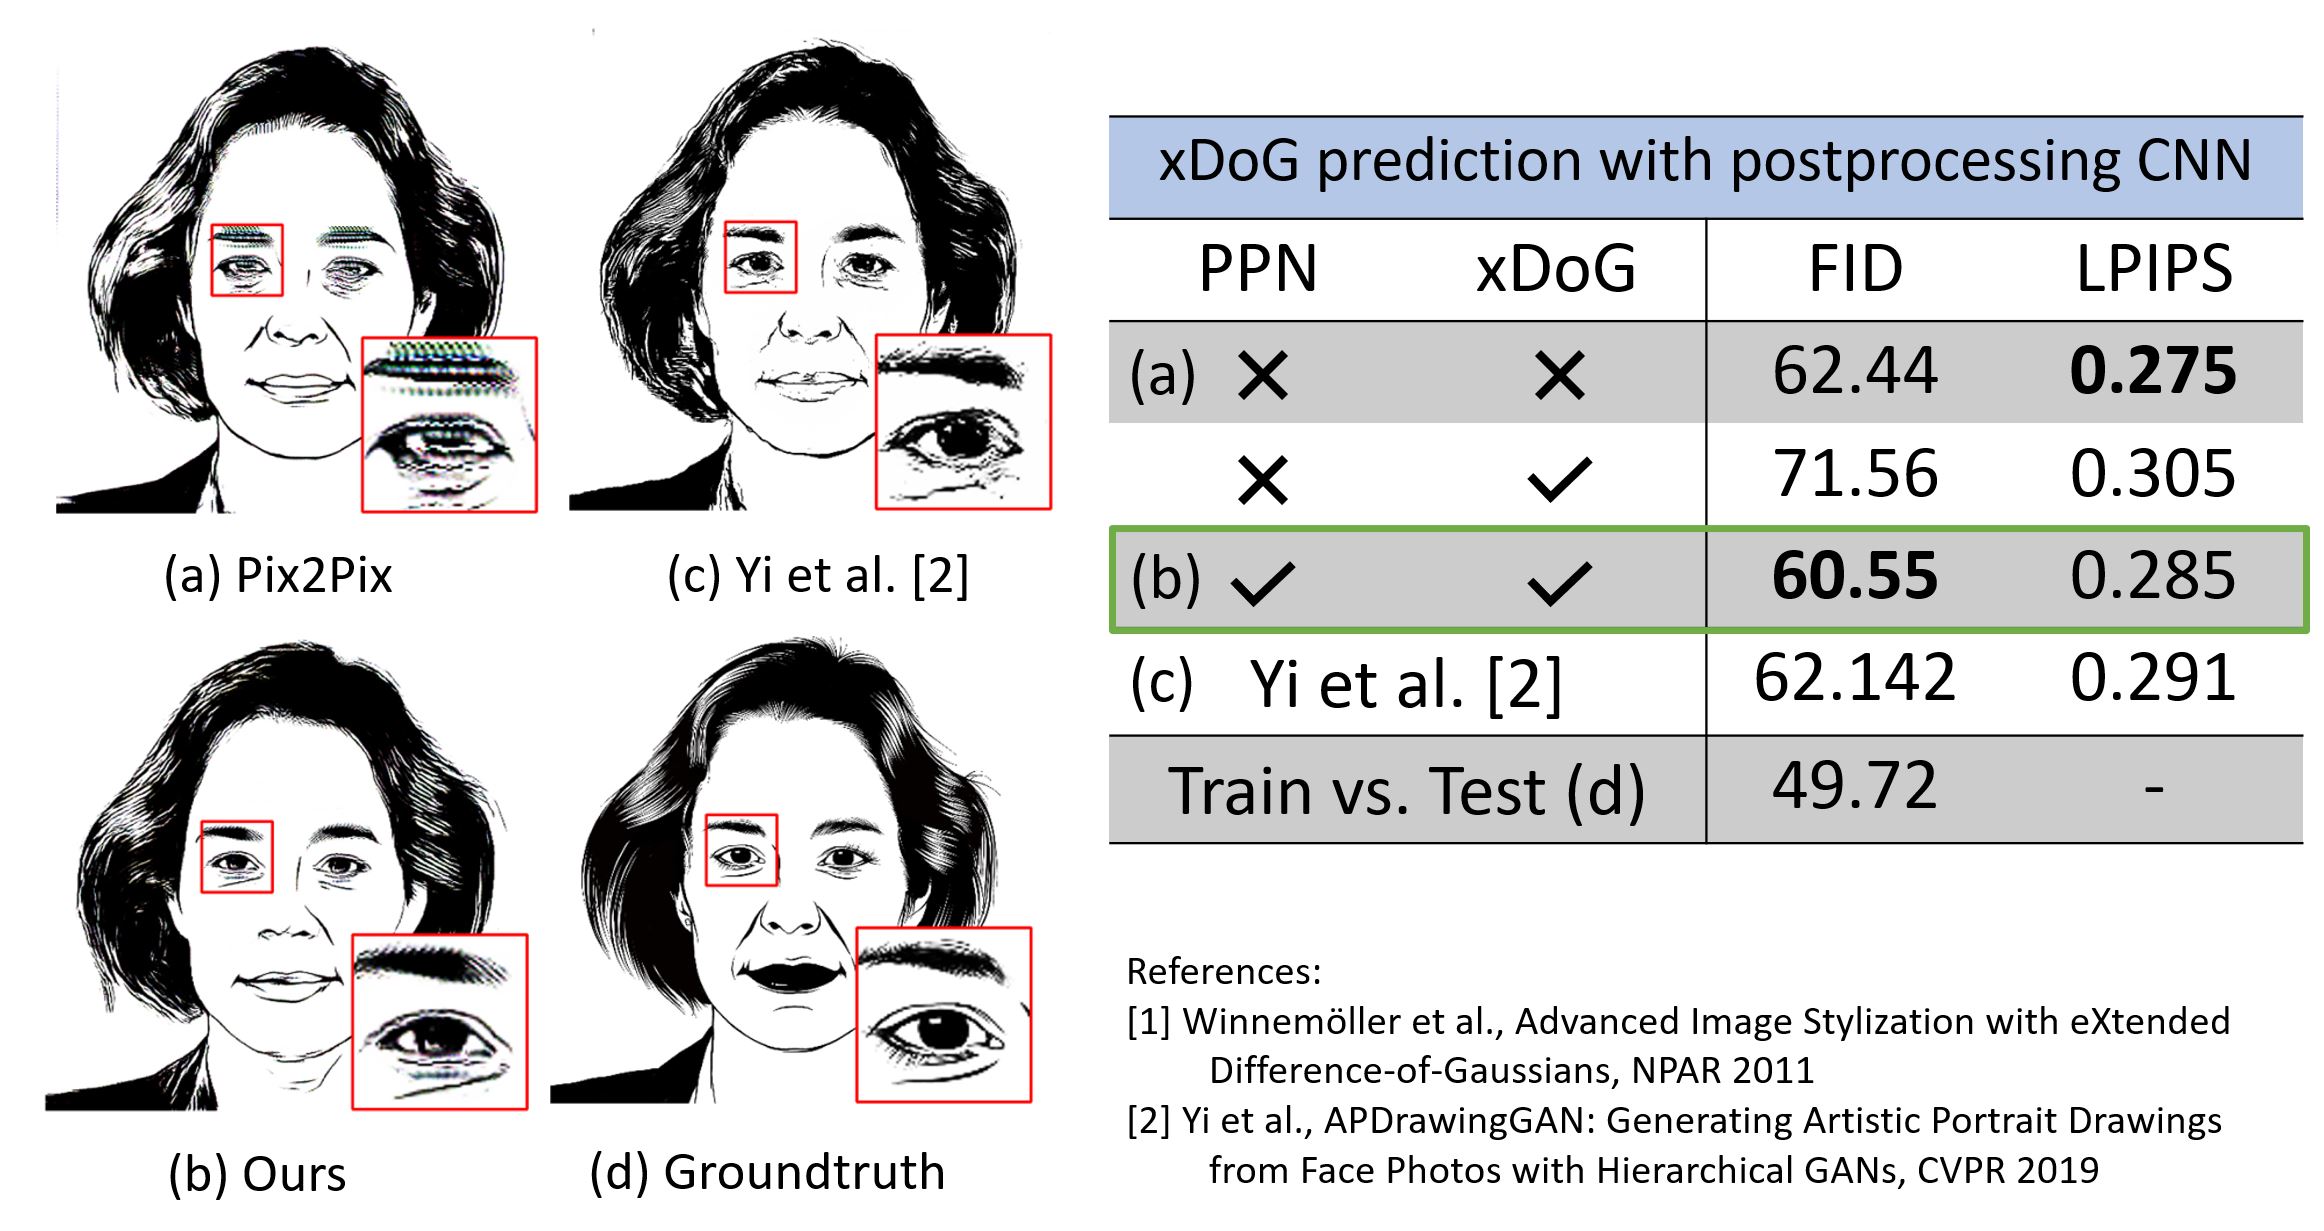 (a) Pix2Pix
(c) Yi et al. [2]
(b) Ours
(d) Groundtruth
xDoG prediction with postprocessing CNN
PPN xDoG FID LPIPS
(a) ✕ ✕ 62.44 0.275
✕ ✓ 71.56 0.305
(b) ✓ ✓ 60.55 0.285
(c) Yi et al. [2] 62.142 0.291
Train vs. Test (d) 49.72 -
References:
[1] Winnemöller et al., Advanced Image Stylization with eXtended
Difference-of-Gaussians, NPAR 2011
[2] Yi et al., APDrawingGAN: Generating Artistic Portrait Drawings
from Face Photos with Hierarchical GANs, CVPR 2019